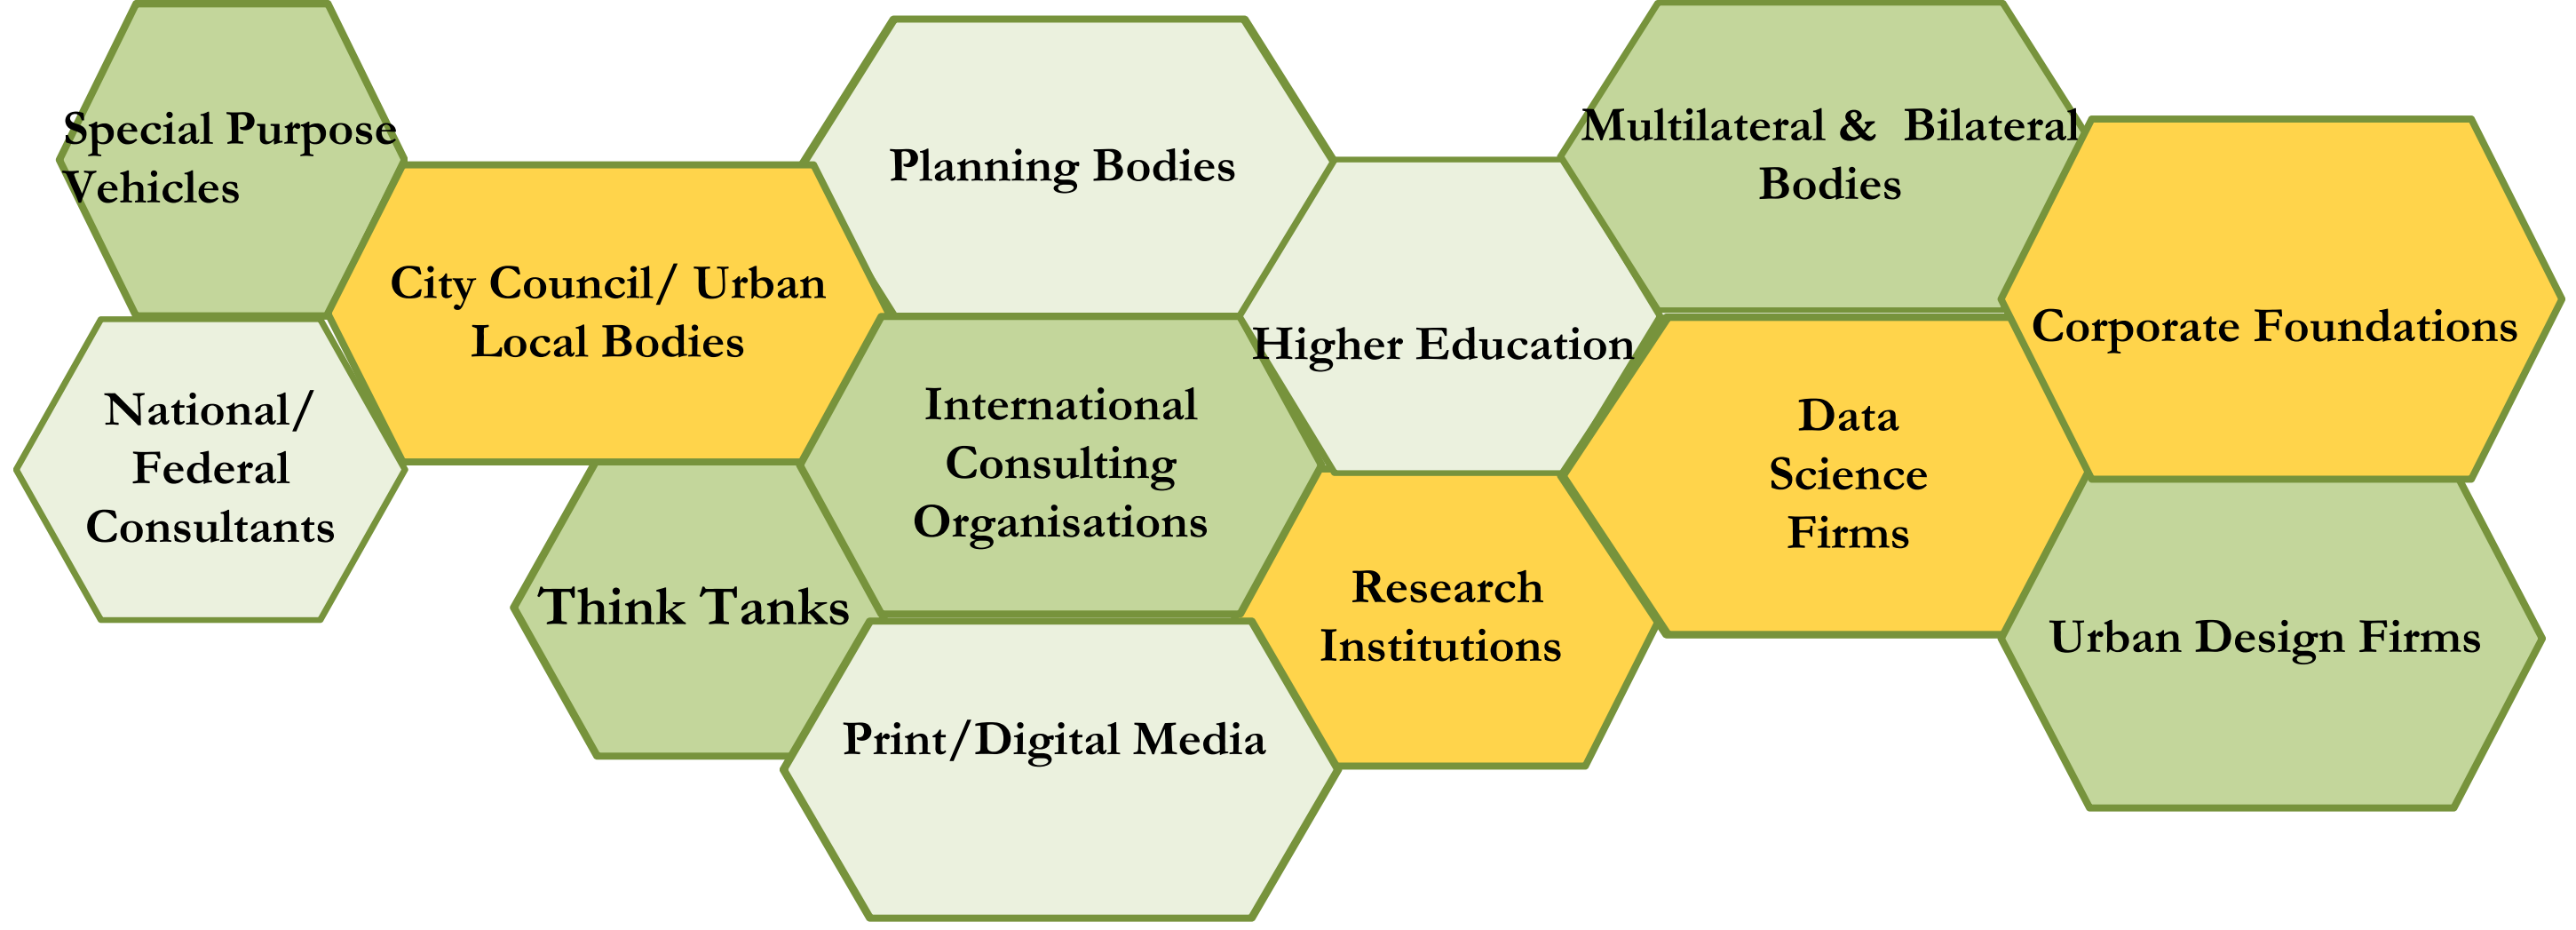 Special Purpose
Vehicles
City Council/ Urban
Local Bodies
National/
Federal
Consultants
Planning Bodies
International
Consulting
Organisations
Think Tanks
Print/Digital Media
Higher Education
Research
Institutions
Multilateral &  Bilateral
Bodies
Data
Science
Firms
Corporate Foundations
Urban Design Firms